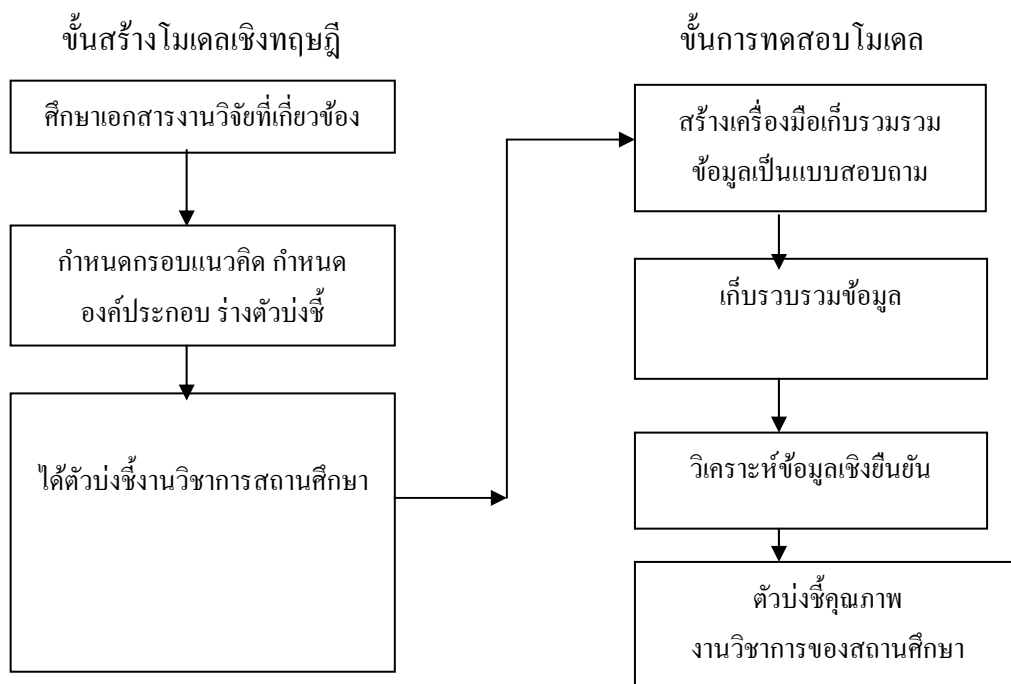 ขั้นสร้างโมเดลเชิงทฤษฎี
ศึกษาเอกสารงานวิจัยที่เกี่ยวข้อง
กำหนดกรอบแนวคิด กำหนด
องค์ประกอบ ร่างตัวบ่งชี้
ได้ตัวบ่งชี้งานวิชาการสถานศึกษา
ขั้นการทดสอบโมเดล
สร้างเครื่องมือเก็บรวมรวม
ข้อมูลเป็นแบบสอบถาม
เก็บรวบรวมข้อมูล
วิเคราะห์ข้อมูลเชิงยืนยัน
ตัวบ่งชี้คุณภาพ
งานวิชาการของสถานศึกษา